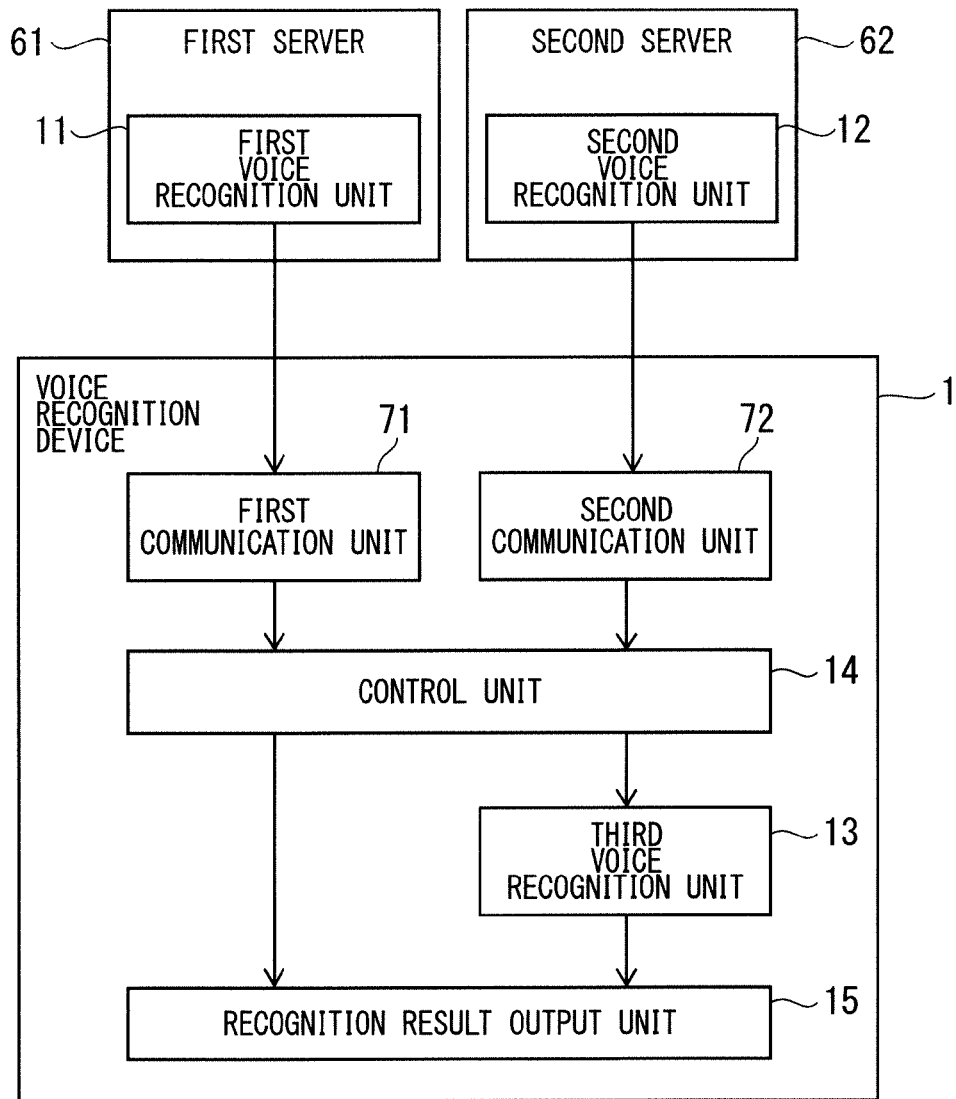 61
FIRST SERVER
SECOND SERVER
62
11
FIRST
VOICE
RECOGNITION UNIT
SECOND
VOICE
RECOGNITION UNIT
12
VOICE
RECOGNITION
DEVICE
1
71
72
FIRST
COMMUNICATION UNIT
SECOND
COMMUNICATION UNIT
CONTROL UNIT
14
THIRD
VOICE
RECOGNITION UNIT
13
RECOGNITION RESULT OUTPUT UNIT
15